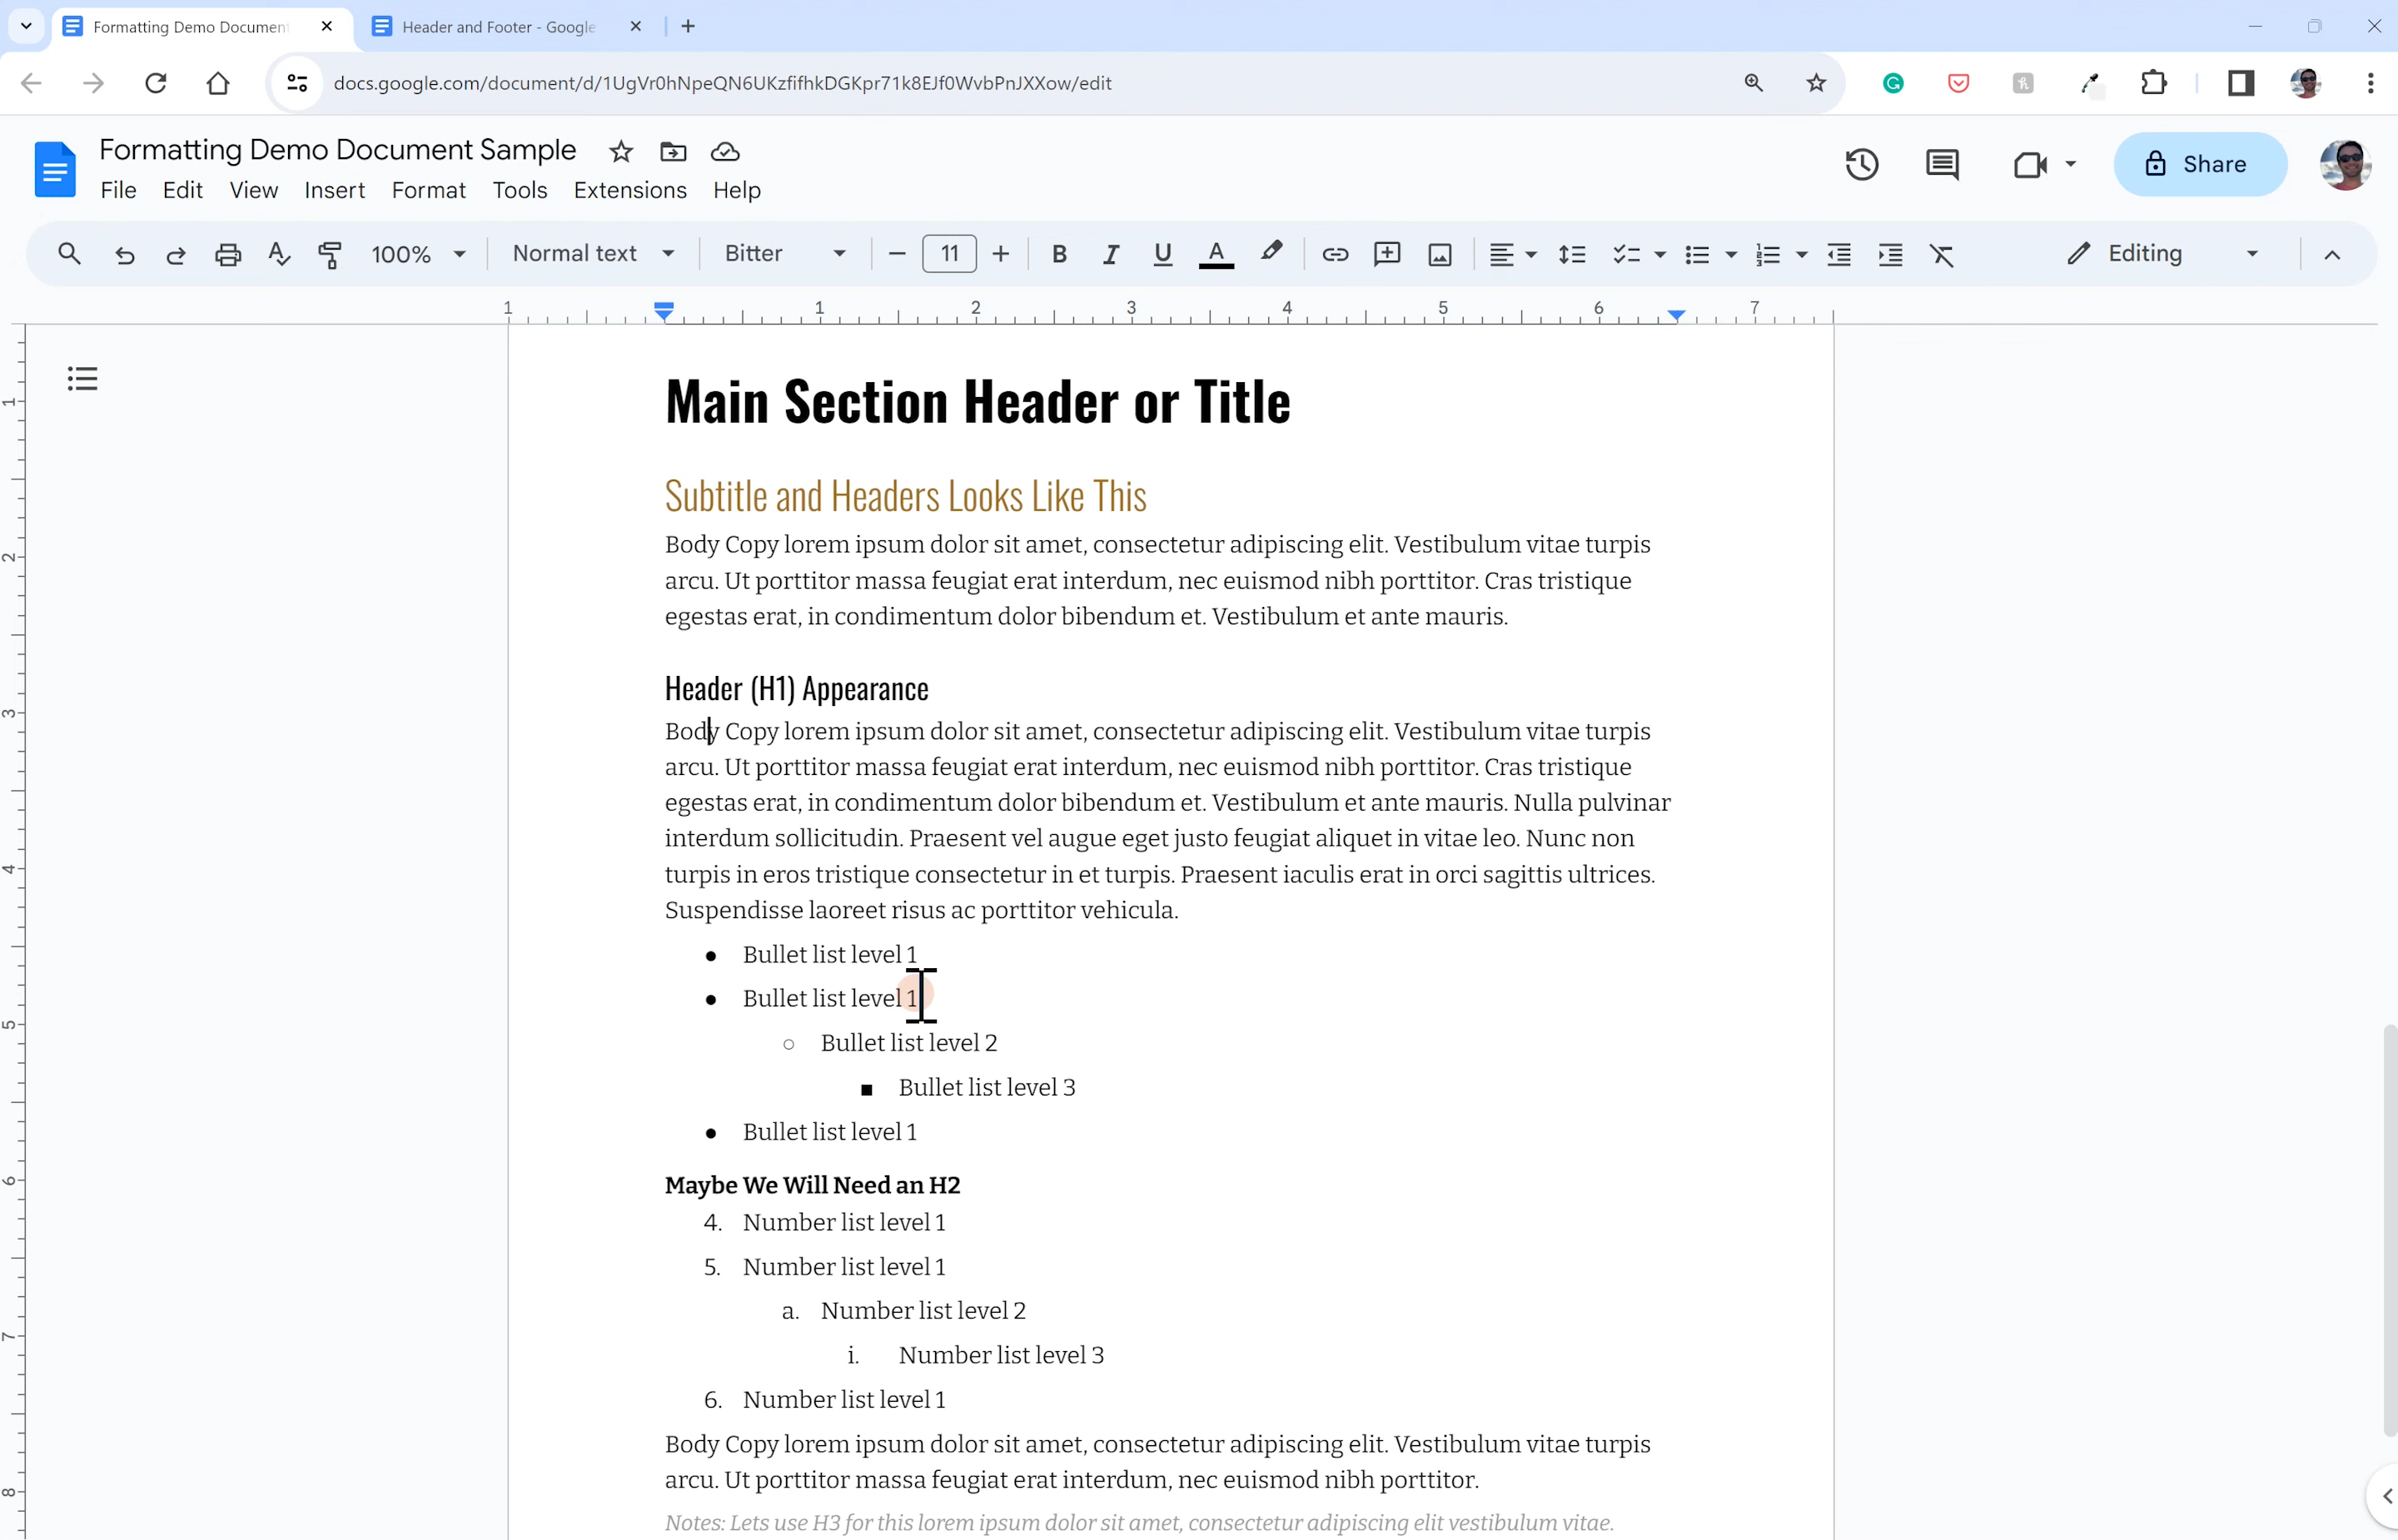 Formatting Demo Document
Header and Footer - Google
docs.google.com/document/d/1UgVr0hNpeQN6UKzfifhkDGKpr71k8EJf0WvbPnJXXow/edit
Formatting Demo Document Sample
File Edit View Insert Format Tools Extensions Help
Share
100% Normal text Bitter 11 Editing
1 1 2 3 4 5 6 7
Main Section Header or Title
Subtitle and Headers Looks Like This
Body Copy lorem ipsum dolor sit amet, consectetur adipiscing elit. Vestibulum vitae turpis
arcu. Ut porttitor massa feugiat erat interdum, nec euismod nibh porttitor. Cras tristique
egestas erat, in condimentum dolor bibendum et. Vestibulum et ante mauris.
Header (H1) Appearance
Body Copy lorem ipsum dolor sit amet, consectetur adipiscing elit. Vestibulum vitae turpis
arcu. Ut porttitor massa feugiat erat interdum, nec euismod nibh porttitor. Cras tristique
egestas erat, in condimentum dolor bibendum et. Vestibulum et ante mauris. Nulla pulvinar
interdum sollicitudin. Praesent vel augue eget justo feugiat aliquet in vitae leo. Nunc non
turpis in eros tristique consectetur in et turpis. Praesent iaculis erat in orci sagittis ultrices.
Suspendisse laoreet risus ac porttitor vehicula.
● Bullet list level 1
● Bullet list level 1
○ Bullet list level 2
■ Bullet list level 3
● Bullet list level 1
Maybe We Will Need an H2
4. Number list level 1
5. Number list level 1
a. Number list level 2
i. Number list level 3
6. Number list level 1
Body Copy lorem ipsum dolor sit amet, consectetur adipiscing elit. Vestibulum vitae turpis
arcu. Ut porttitor massa feugiat erat interdum, nec euismod nibh porttitor.
Notes: Lets use H3 for this lorem ipsum dolor sit amet, consectetur adipiscing elit vestibulum vitae.
1
2
3
4
5
6
7
8